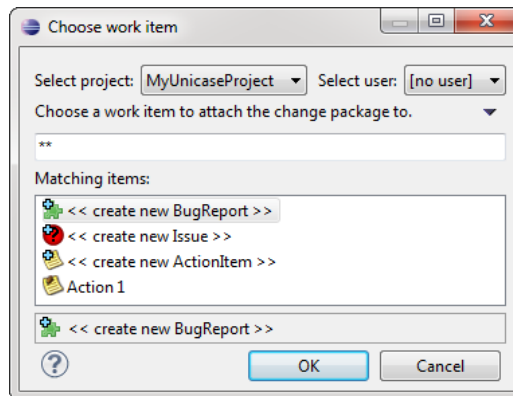 Choose work item
Select project: MyUnicaseProject Select user: [no user]
Choose a work item to attach the change package to.
**
Matching items:
<< create new BugReport >>
<< create new Issue >>
<< create new ActionItem >>
Action 1
<< create new BugReport >>
? OK Cancel